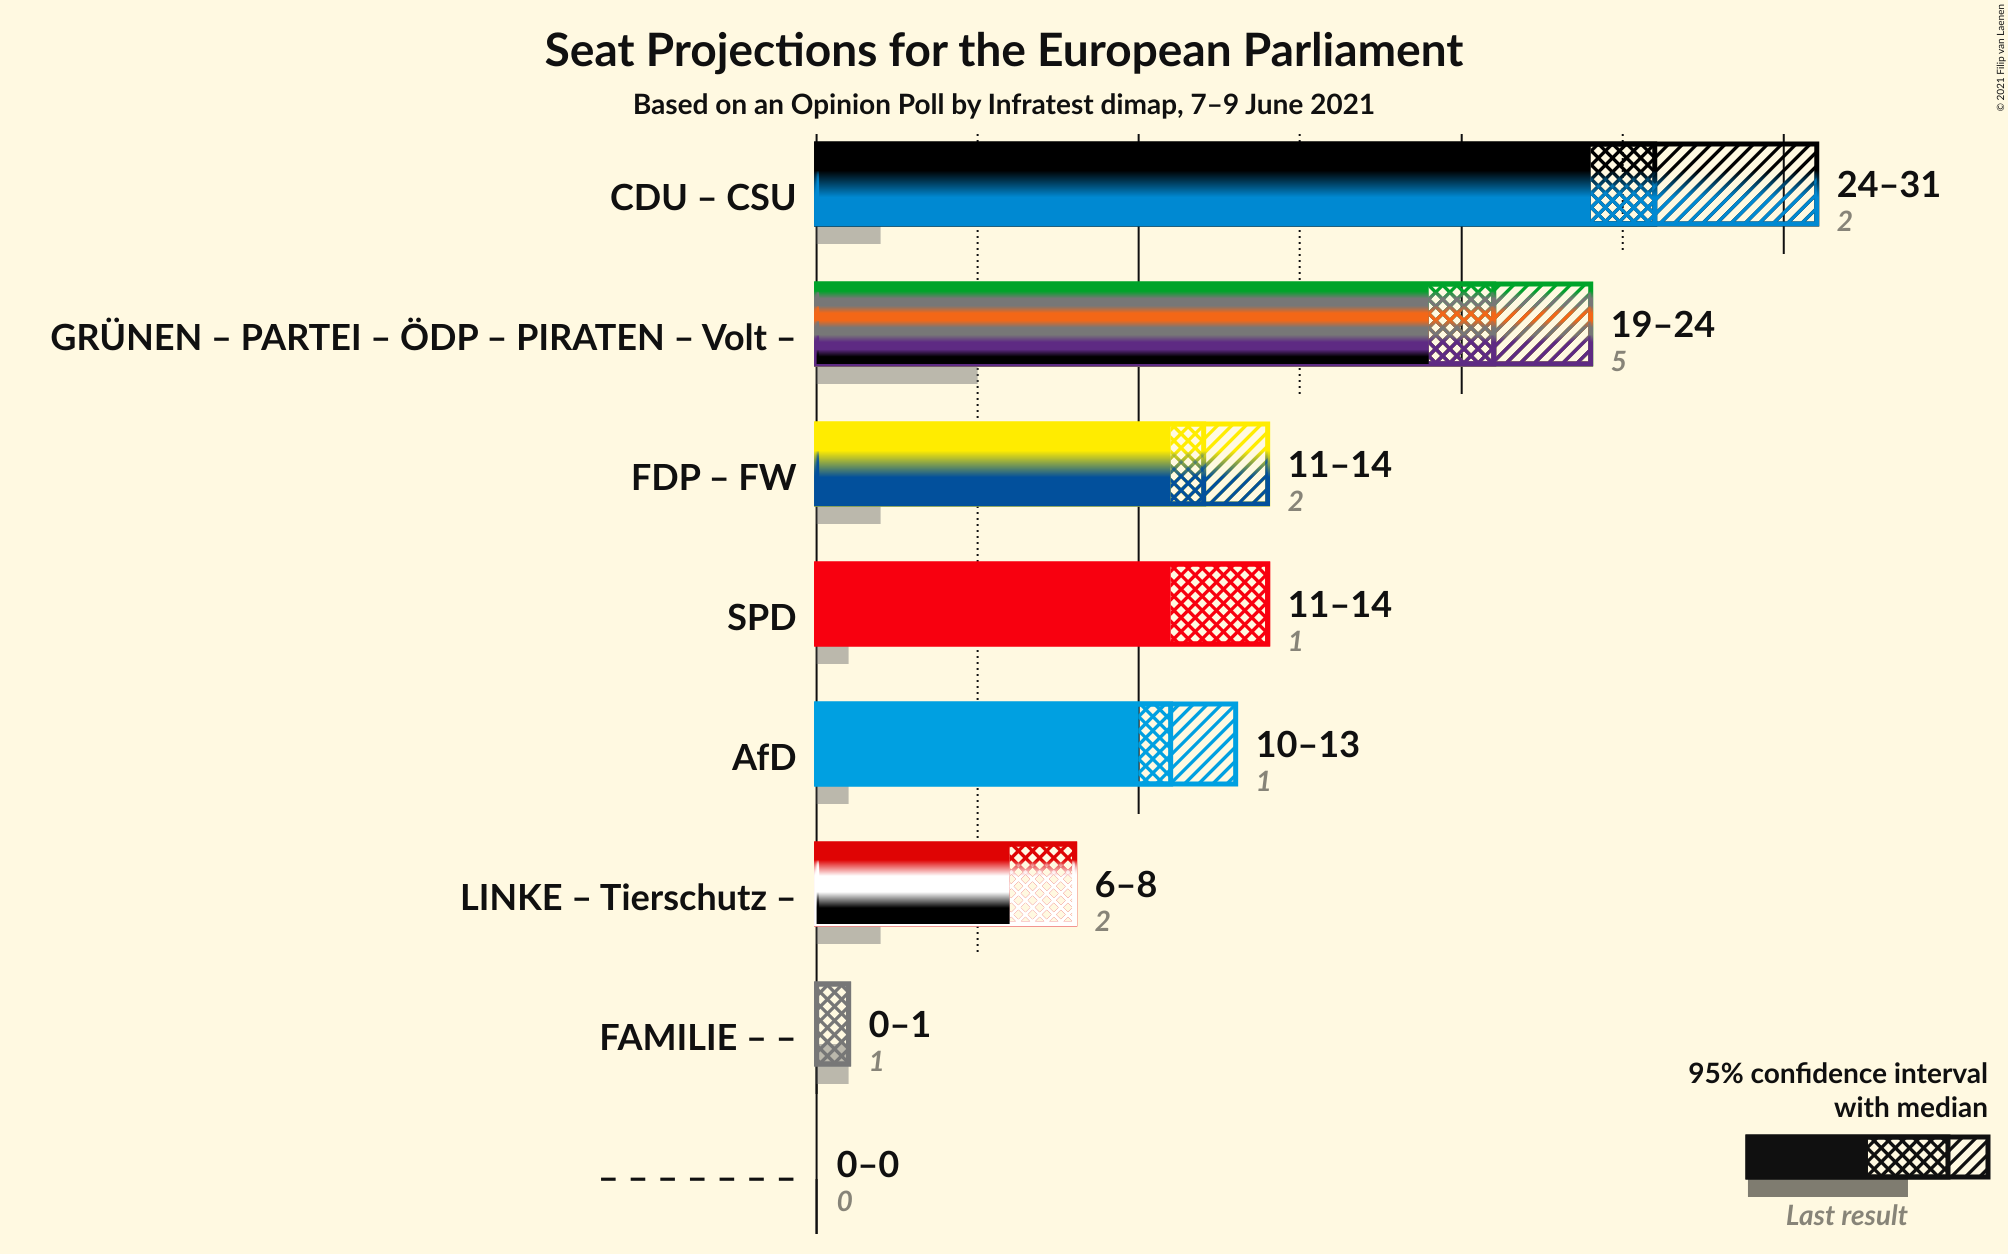 Seat Projections for the European Parliament
Based on an Opinion Poll by Infratest dimap, 7–9 June 2021
© 2021 Filip van Laenen
CDU – CSU
24–31
2
GRÜNEN – PARTEI – ÖDP – PIRATEN – Volt –
19–24
5
FDP – FW
11–14
2
SPD
11–14
1
AfD
10–13
1
LINKE – Tierschutz –
6–8
2
FAMILIE – –
0–1
1
– – – – – – –
0–0
0
95% confidence interval
with median
Last result